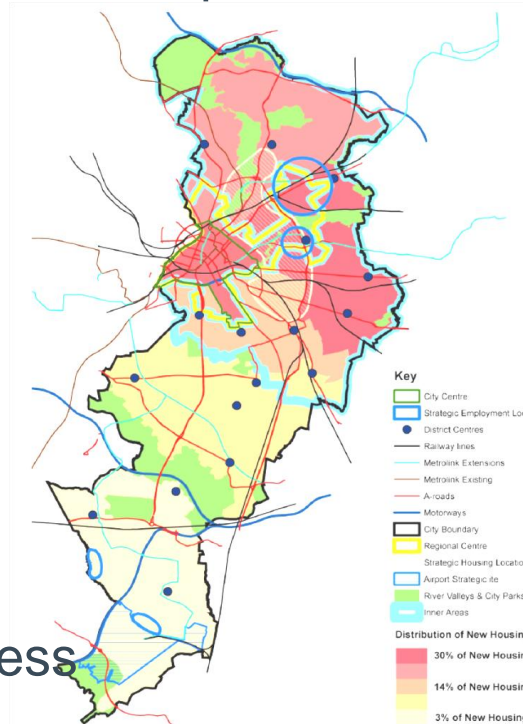 Key
City Centre
Strategic Employment Loc
District Centres
Railway lines
Metrolink Extensions
Metrolink Existing
A-roads
Motorways
City Boundary
Regional Centre
Strategic Housing Locatio
Airport Strategic ite
River Valleys & City Parks
Inner Areas
Distribution of New Housin
30% of New Housin
14% of New Housin
3% of New Housin
ess